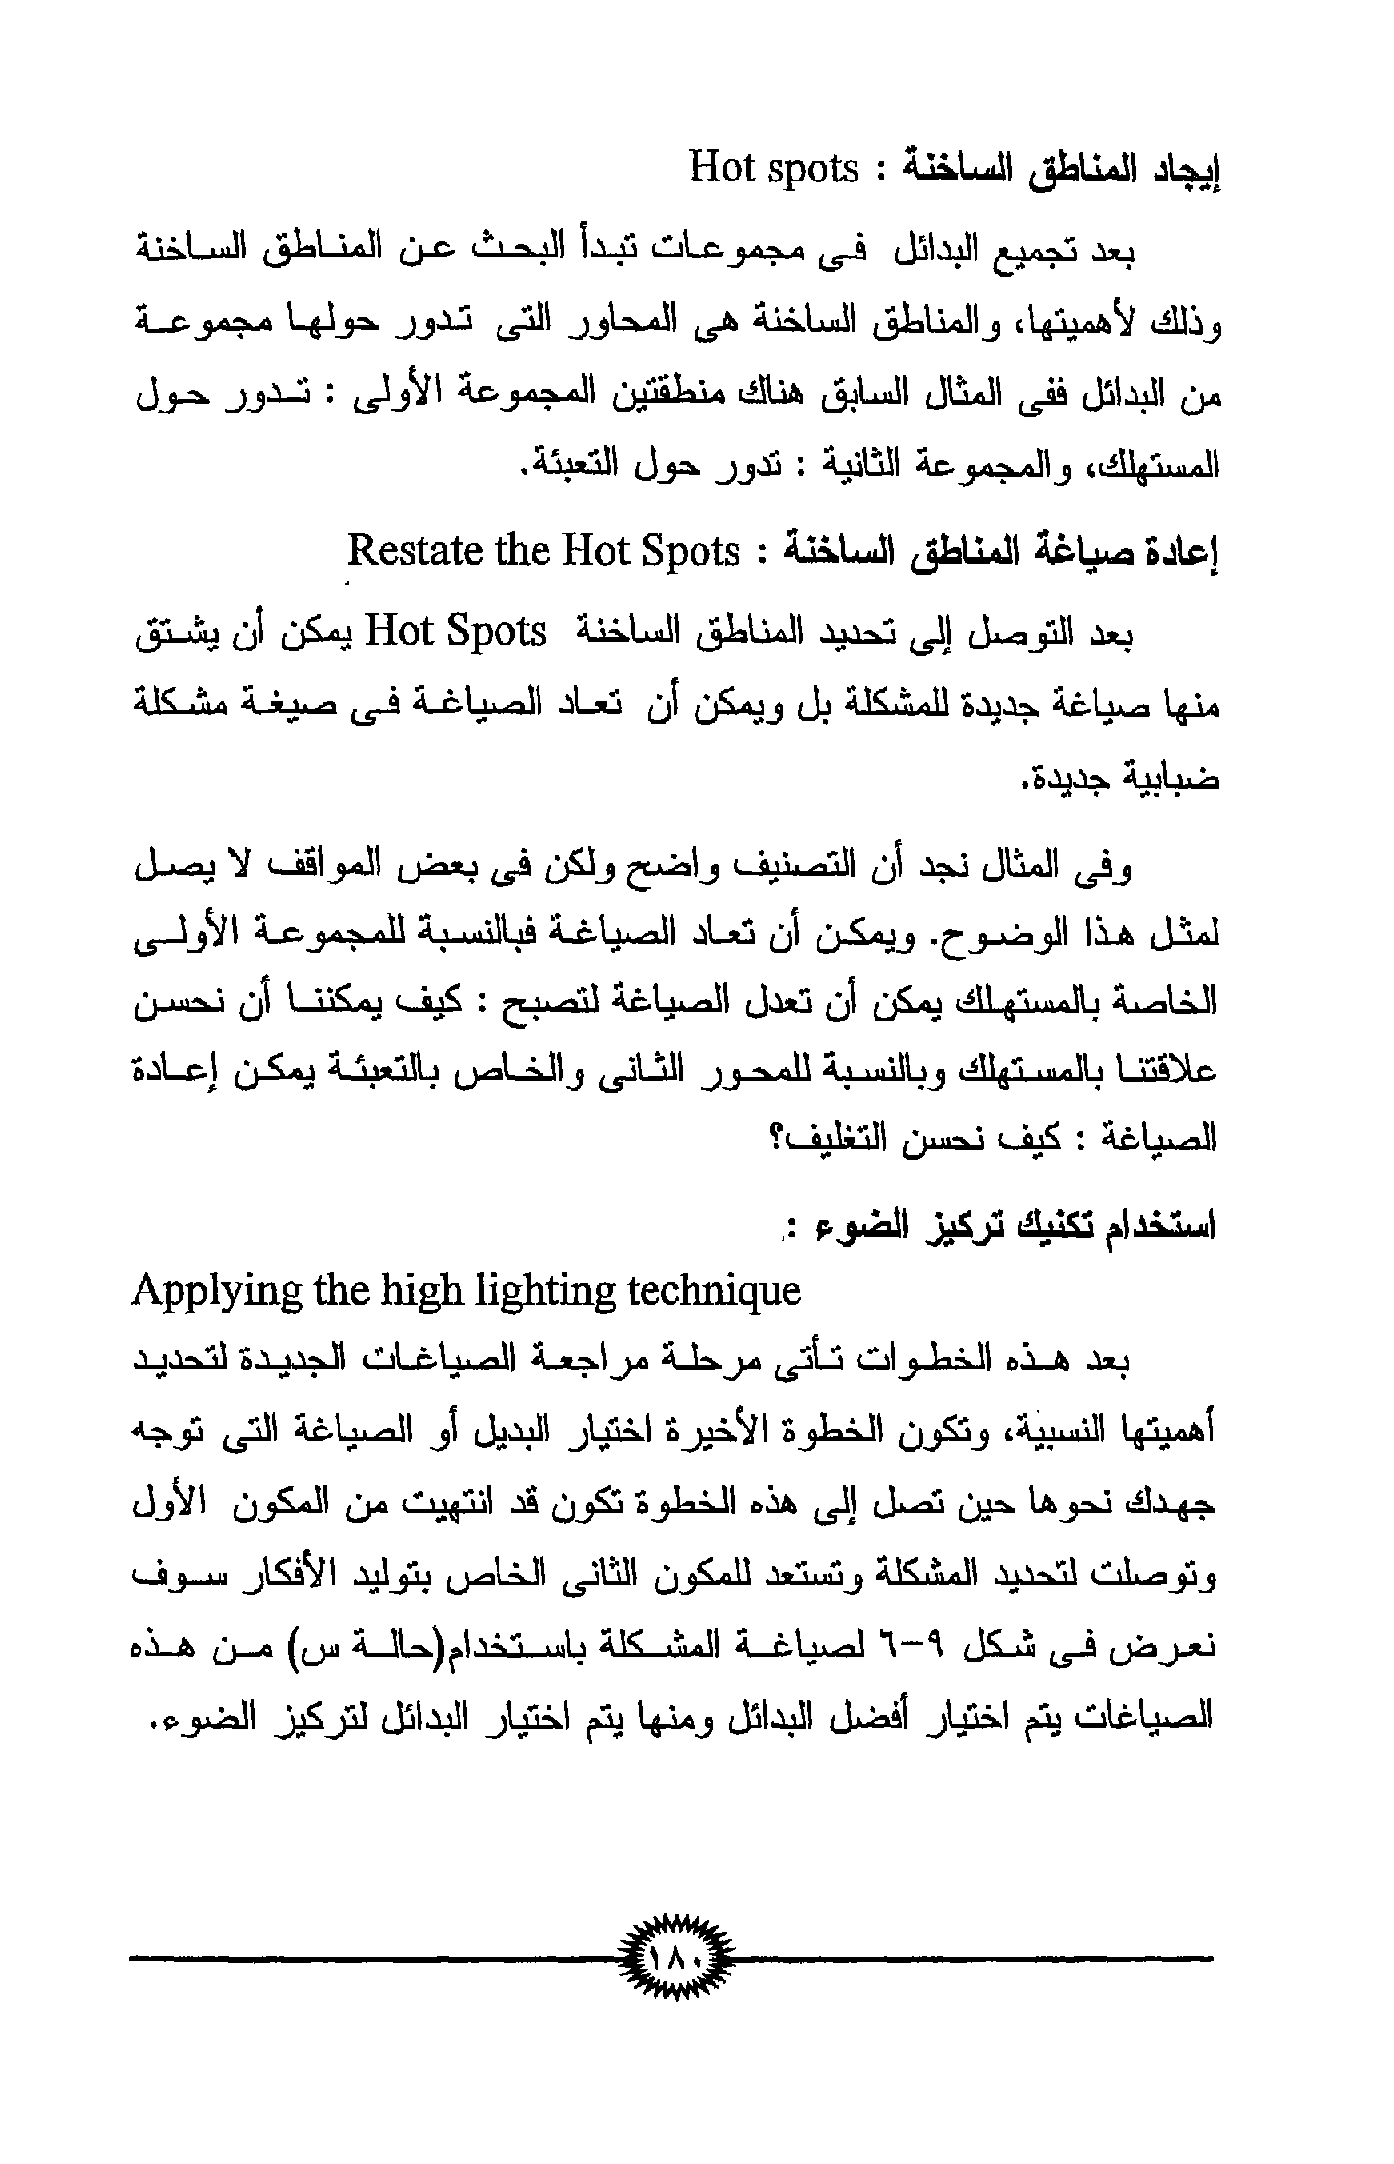 إيجاد المناطق الساخنة : Hot spots
بعد تجميع البدائل فى مجموعات تبدأ البحث عن المناطق الساخنة
وذلك لأهميتها، والمناطق الساخنة هى المحاور التى تدور حولها مجموعة
من البدائل ففى المثال السابق هناك منطقتين المجموعة الأولى : تدور حول
المستهلك، والمجموعة الثانية : تدور حول التعبئة.
إعادة صياغة المناطق الساخنة : Restate the Hot Spots
بعد التوصل إلى تحديد المناطق الساخنة Hot Spots يمكن أن يشتق
منها صياغة جديدة للمشكلة بل ويمكن أن تعاد الصياغة فى صيغة مشكلة
ضبابية جديدة.
وفى المثال نجد أن التصنيف واضح ولكن فى بعض المواقف لا يصل
لمثل هذا الوضوح. ويمكن أن تعاد الصياغة فبالنسبة للمجموعة الأولى
الخاصة بالمستهلك يمكن أن تعدل الصياغة لتصبح : كيف يمكننا أن نحسن
علاقتنا بالمستهلك وبالنسبة للمحور الثانى والخاص بالتعبئة يمكن إعادة
الصياغة : كيف نحسن التغليف؟
استخدام تكنيك تركيز الضوء :
Applying the high lighting technique
بعد هذه الخطوات تأتى مرحلة مراجعة الصياغات الجديدة لتحديد
أهميتها النسبية، وتكون الخطوة الأخيرة اختيار البديل أو الصياغة التى توجه
جهدك نحوها حين تصل إلى هذه الخطوة تكون قد انتهيت من المكون الأول
وتوصلت لتحديد المشكلة وتستعد للمكون الثانى الخاص بتوليد الأفكار سوف
نعرض فى شكل ٩-٦ لصياغة المشكلة باستخدام(حالة س) من هذه
الصياغات يتم اختيار أفضل البدائل ومنها يتم اختيار البدائل لتركيز الضوء.
١٨٠